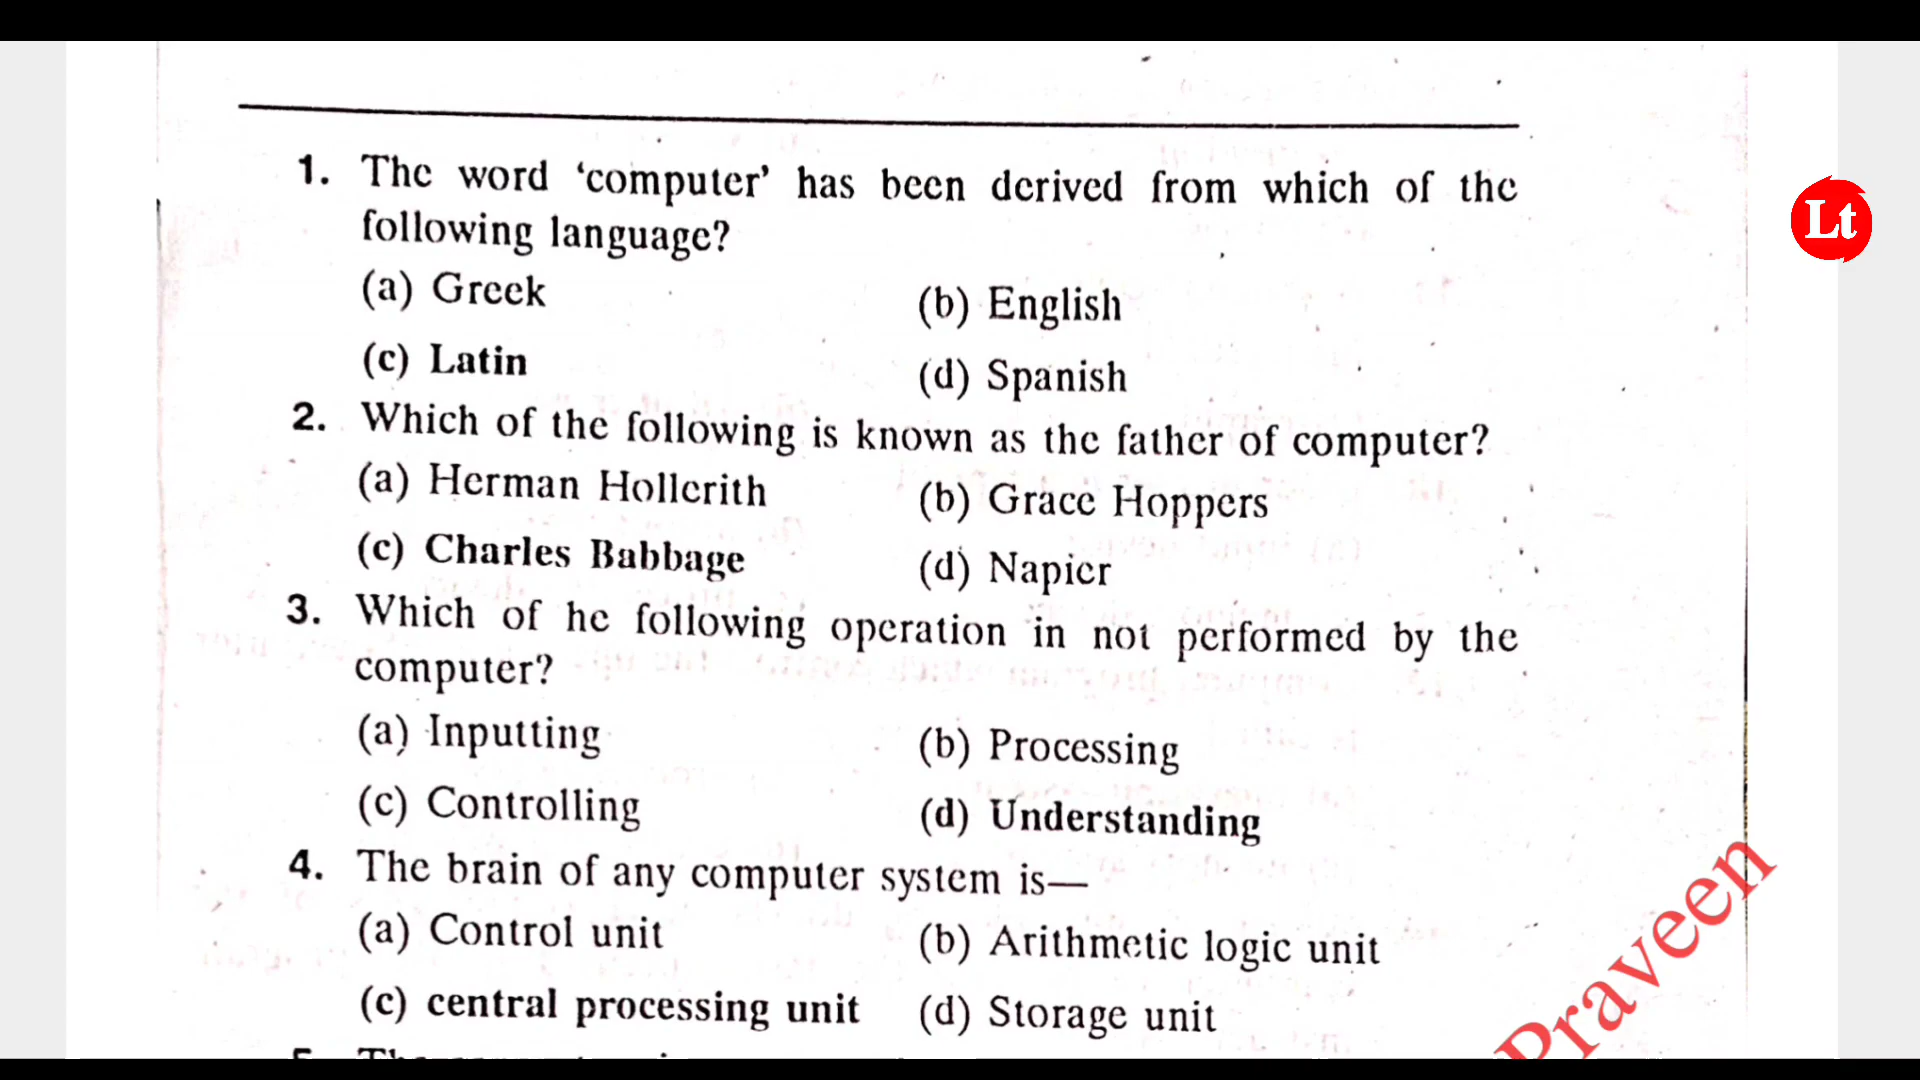 1. The word ‘computer’ has been derived from which of the
following language?
(a) Greek (b) English
(c) Latin (d) Spanish
2. Which of the following is known as the father of computer?
(a) Herman Hollerith (b) Grace Hoppers
(c) Charles Babbage (d) Napier
3. Which of he following operation in not performed by the
computer?
(a) Inputting (b) Processing
(c) Controlling (d) Understanding
4. The brain of any computer system is—
(a) Control unit (b) Arithmetic logic unit
(c) central processing unit (d) Storage unit
Lt
Praveen